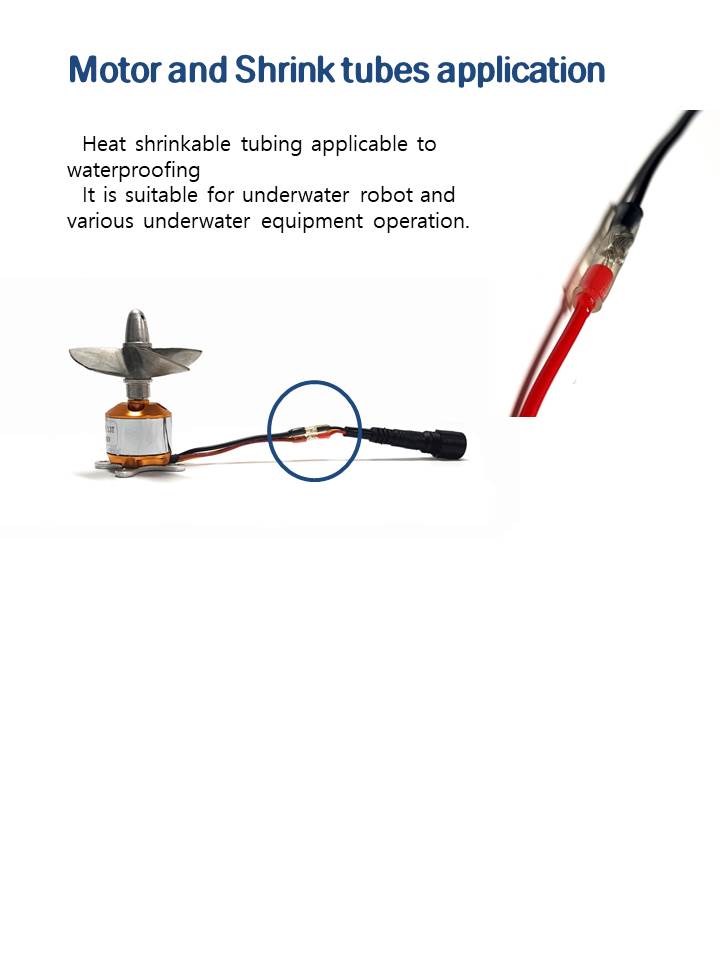 Motor and Shrink tubes application
Heat shrinkable tubing applicable to
waterproofing
It is suitable for underwater robot and
various underwater equipment operation.